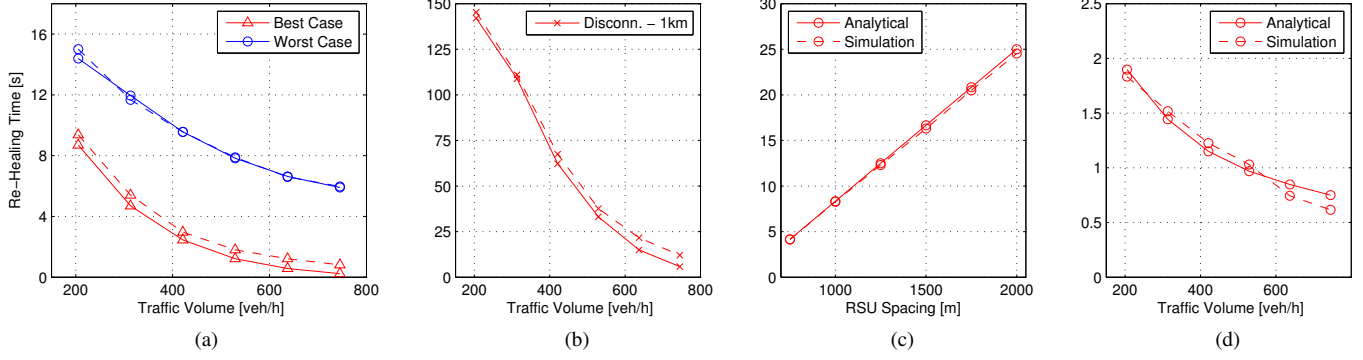 Re-Healing Time [s]
16
12
8
4
0
200 400 600 800
Traffic Volume [veh/h]
Best Case
Worst Case
(a)
150
125
100
75
50
25
0
200 400 600 800
Traffic Volume [veh/h]
Disconn. - 1km
(b)
30
25
20
15
10
5
0
1000 1500 2000
RSU Spacing [m]
Analytical
Simulation
(c)
2.5
2
1.5
1
0.5
0
200 400 600
Traffic Volume [veh/h]
Analytical
Simulation
(d)